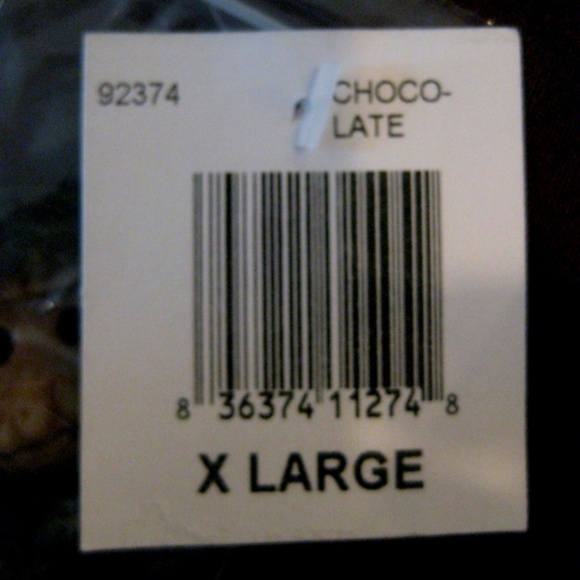 92374
CHOCO-
LATE
8 36374 11274 8
X LARGE